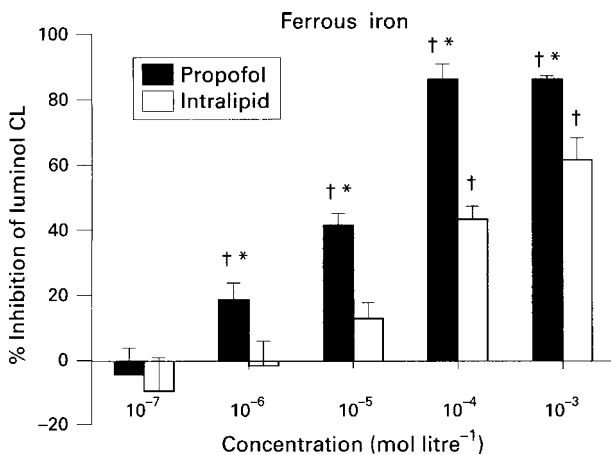 Ferrous iron
Propofol
Intralipid
% Inhibition of luminol CL
100
80
60
40
20
0
−20
† *
† *
† *
†
† *
†
10⁻⁷ 10⁻⁶ 10⁻⁵ 10⁻⁴ 10⁻³
Concentration (mol litre⁻¹)